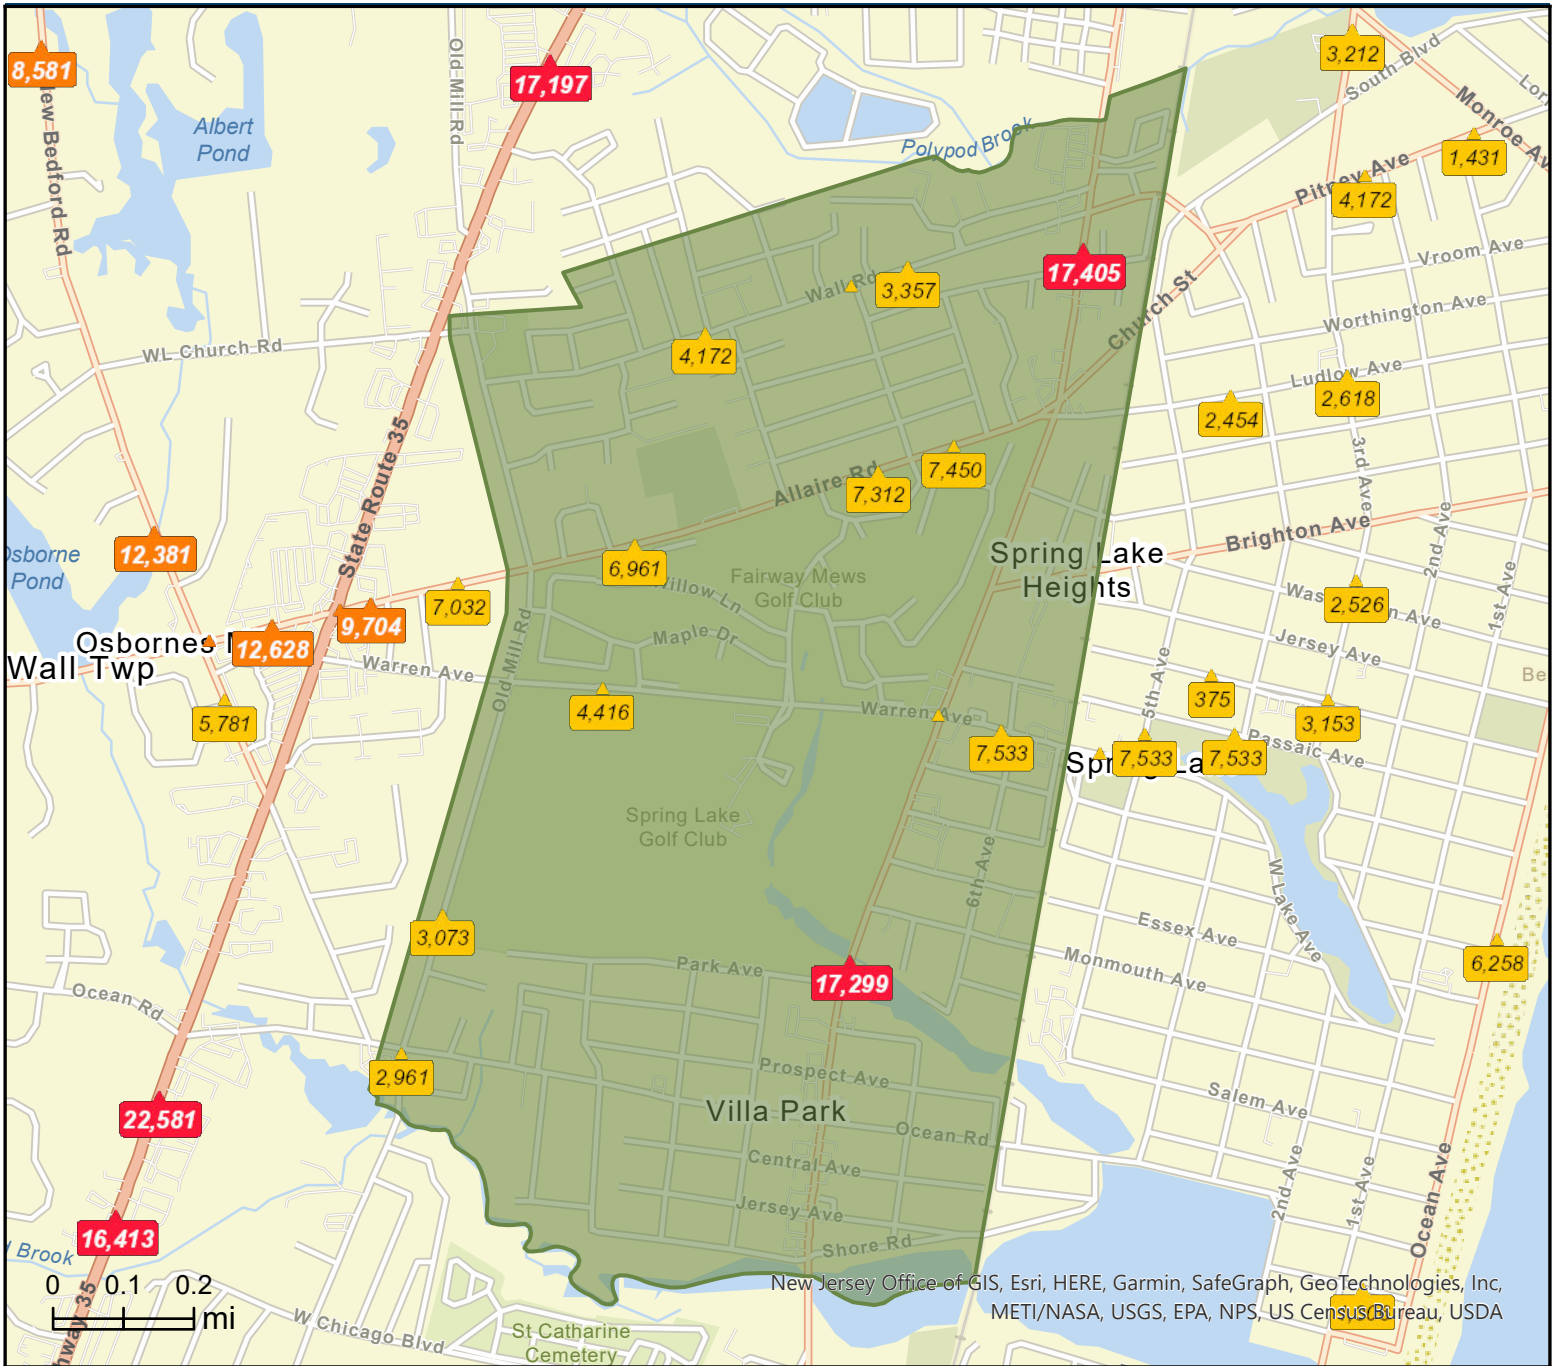 3,212
8,581
17,197
South Blvd
Old Mill Rd
Monroe Av
Albert
Pond
New Bedford Rd
Polypod Brook
1,431
Pitney Ave
4,172
Vroom Ave
17,405
Wall Rd
3,357
Church St
Worthington Ave
WL Church Rd
4,172
Ludlow Ave
2,618
2,454
State Route 35
Allaire Rd
7,450
7,312
3rd Ave
2nd Ave
Brighton Ave
12,381
Osborne
Pond
Spring Lake
Heights
6,961
Fairway Mews
Golf Club
Willow Ln
7,032
9,704
12,628
Osbornes
Wall Twp
Maple Dr
2,526
1st Ave
Jersey Ave
Warren Ave
Old Mill Rd
5th Ave
375
5,781
4,416
Warren Ave
3,153
7,533
7,533
7,533
Passaic Ave
Spring Lake
Golf Club
6th Ave
W Lake Ave
3,073
Essex Ave
Monmouth Ave
6,258
Park Ave
17,299
Ocean Rd
2,961
Prospect Ave
Salem Ave
22,581
Villa Park
Ocean Rd
Central Ave
2nd Ave
1st Ave
Ocean Ave
Jersey Ave
16,413
Shore Rd
Brook
0 0.1 0.2
mi
hway 35
W Chicago Blvd
St Catharine
Cemetery
New Jersey Office of GIS, Esri, HERE, Garmin, SafeGraph, GeoTechnologies, Inc,
METI/NASA, USGS, EPA, NPS, US Census Bureau, USDA